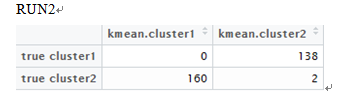 RUN2
kmean.cluster1 kmean.cluster2
true cluster1 0 138
true cluster2 160 2